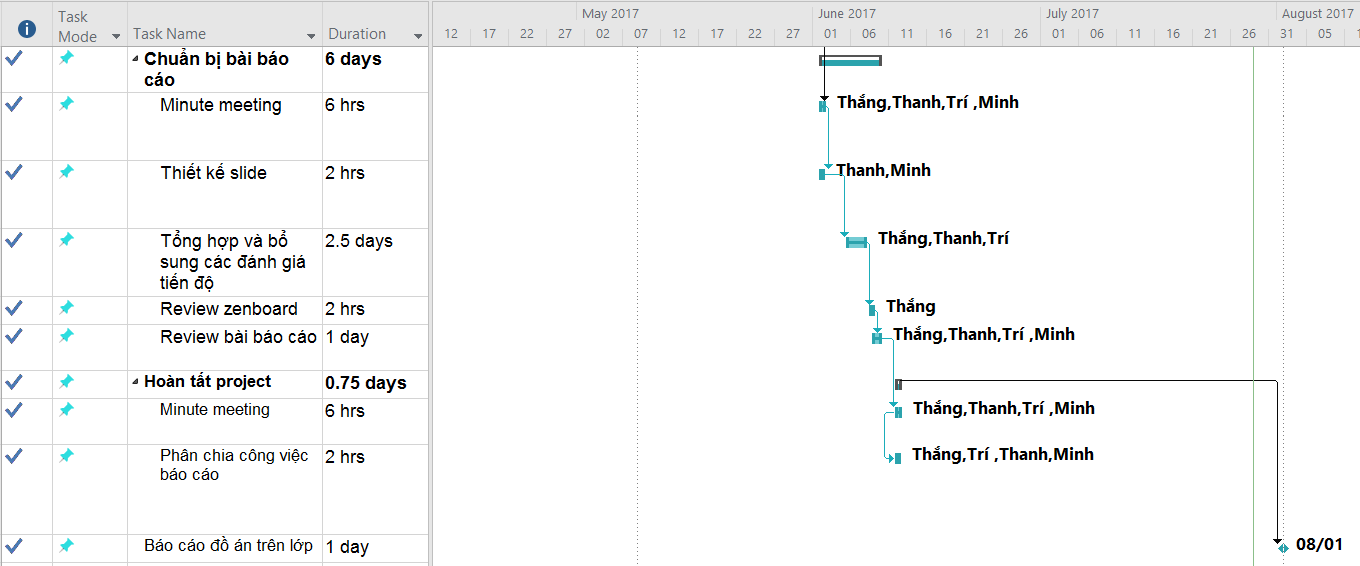 Task
Mode
Task Name
Duration
May 2017
June 2017
July 2017
August 2017
12 17 22 27 02 07 12 17 22 27 01 06 11 16 21 26 01 06 11 16 21 26 31 05
Chuẩn bị bài báo
cáo
6 days
Minute meeting
6 hrs
Thắng,Thanh,Trí ,Minh
Thiết kế slide
2 hrs
Thanh,Minh
Tổng hợp và bổ
sung các đánh giá
tiến độ
2.5 days
Thắng,Thanh,Trí
Review zenboard
2 hrs
Thắng
Review bài báo cáo
1 day
Thắng,Thanh,Trí ,Minh
Hoàn tất project
0.75 days
Minute meeting
6 hrs
Thắng,Thanh,Trí ,Minh
Phân chia công việc
báo cáo
2 hrs
Thắng,Trí ,Thanh,Minh
Báo cáo đồ án trên lớp
1 day
08/01